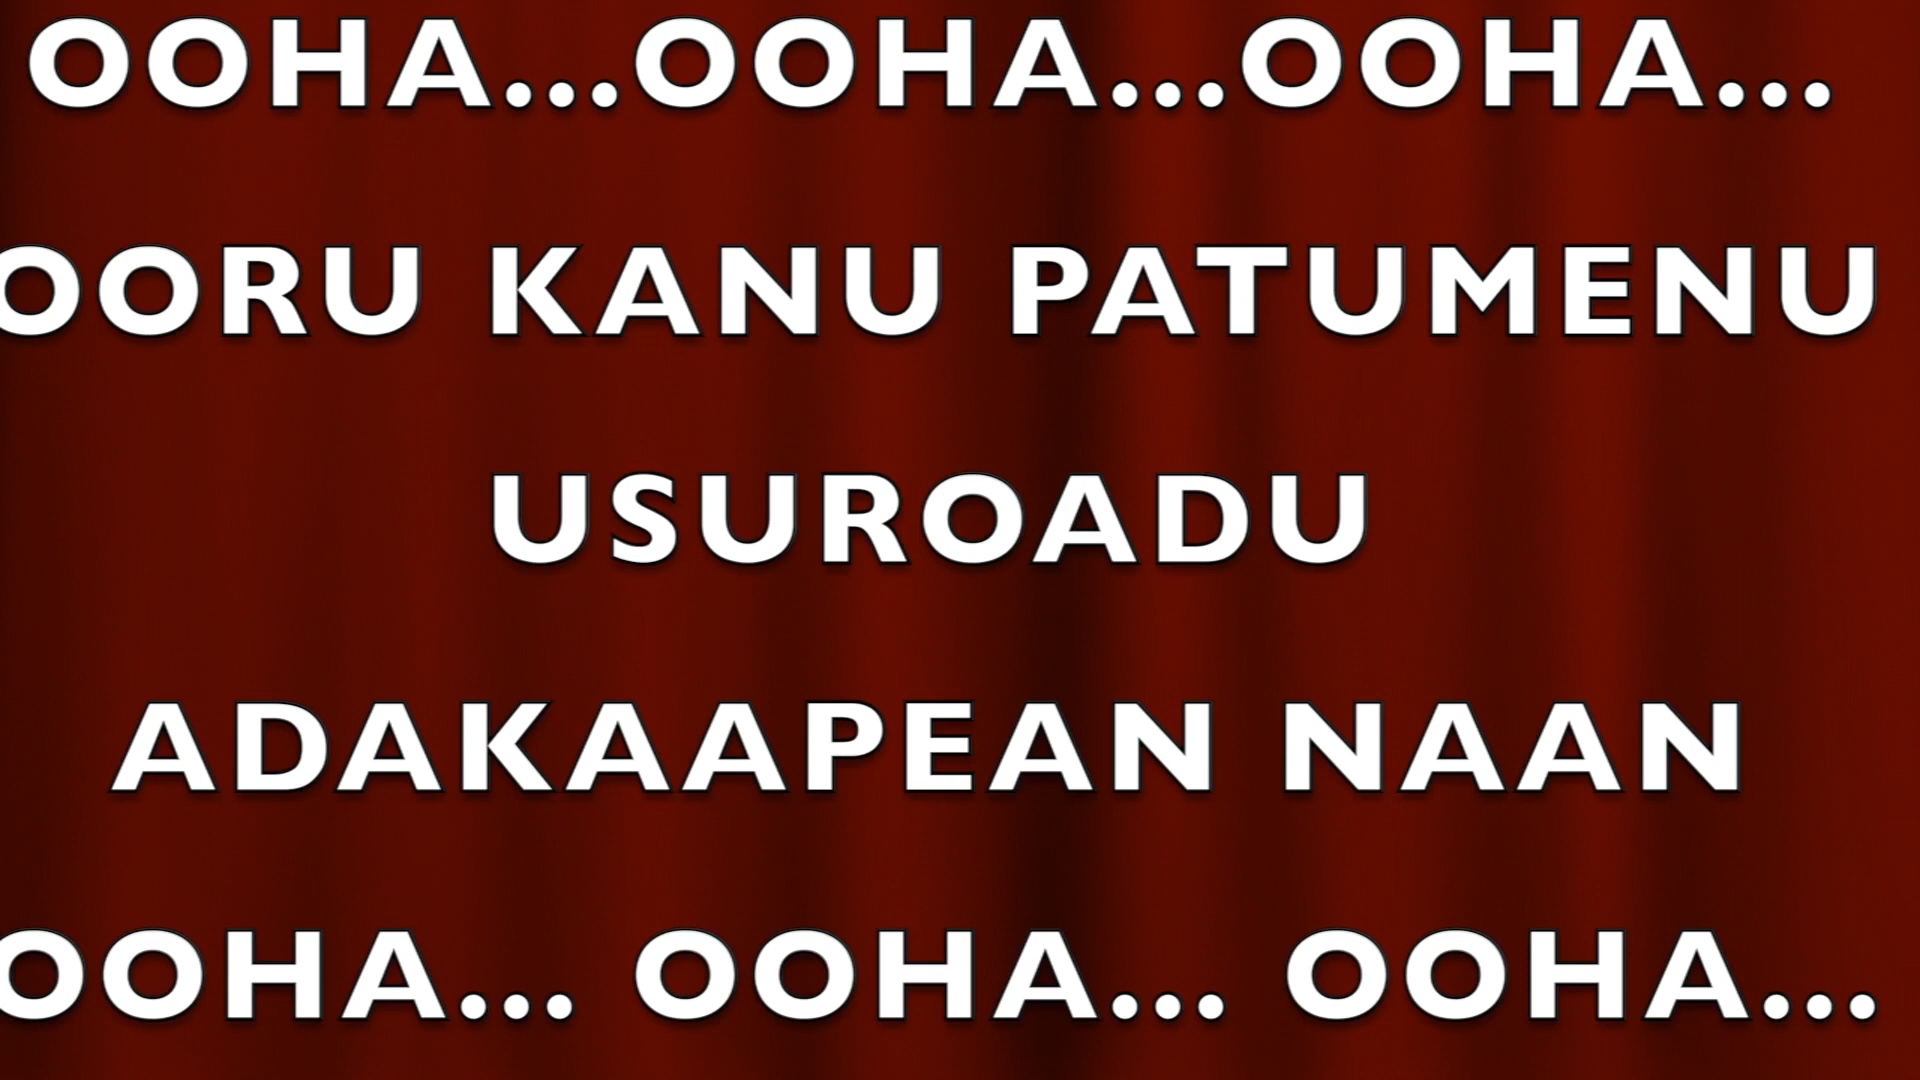 OOHA...OOHA...OOHA...
OORU KANU PATUMENU
USUROADU
ADAKAAPEAN NAAN
OOHA... OOHA... OOHA...